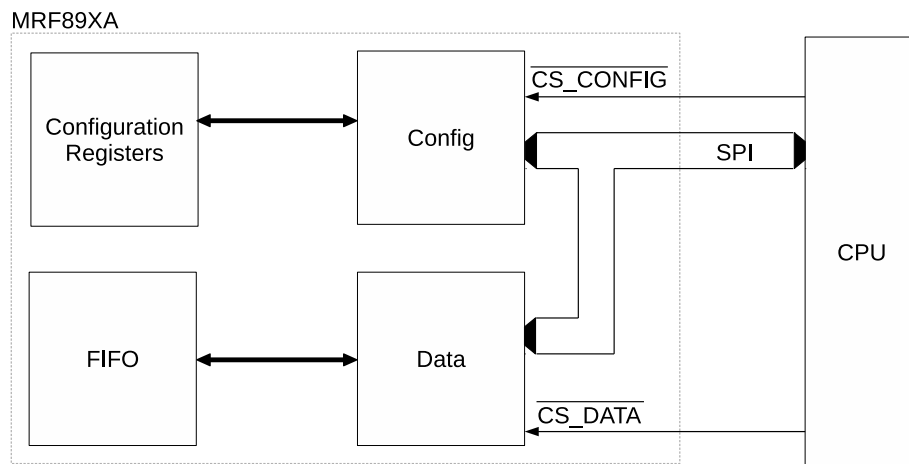 MRF89XA
Configuration
Registers
Config
CS_CONFIG
SPI
CPU
FIFO
Data
CS_DATA